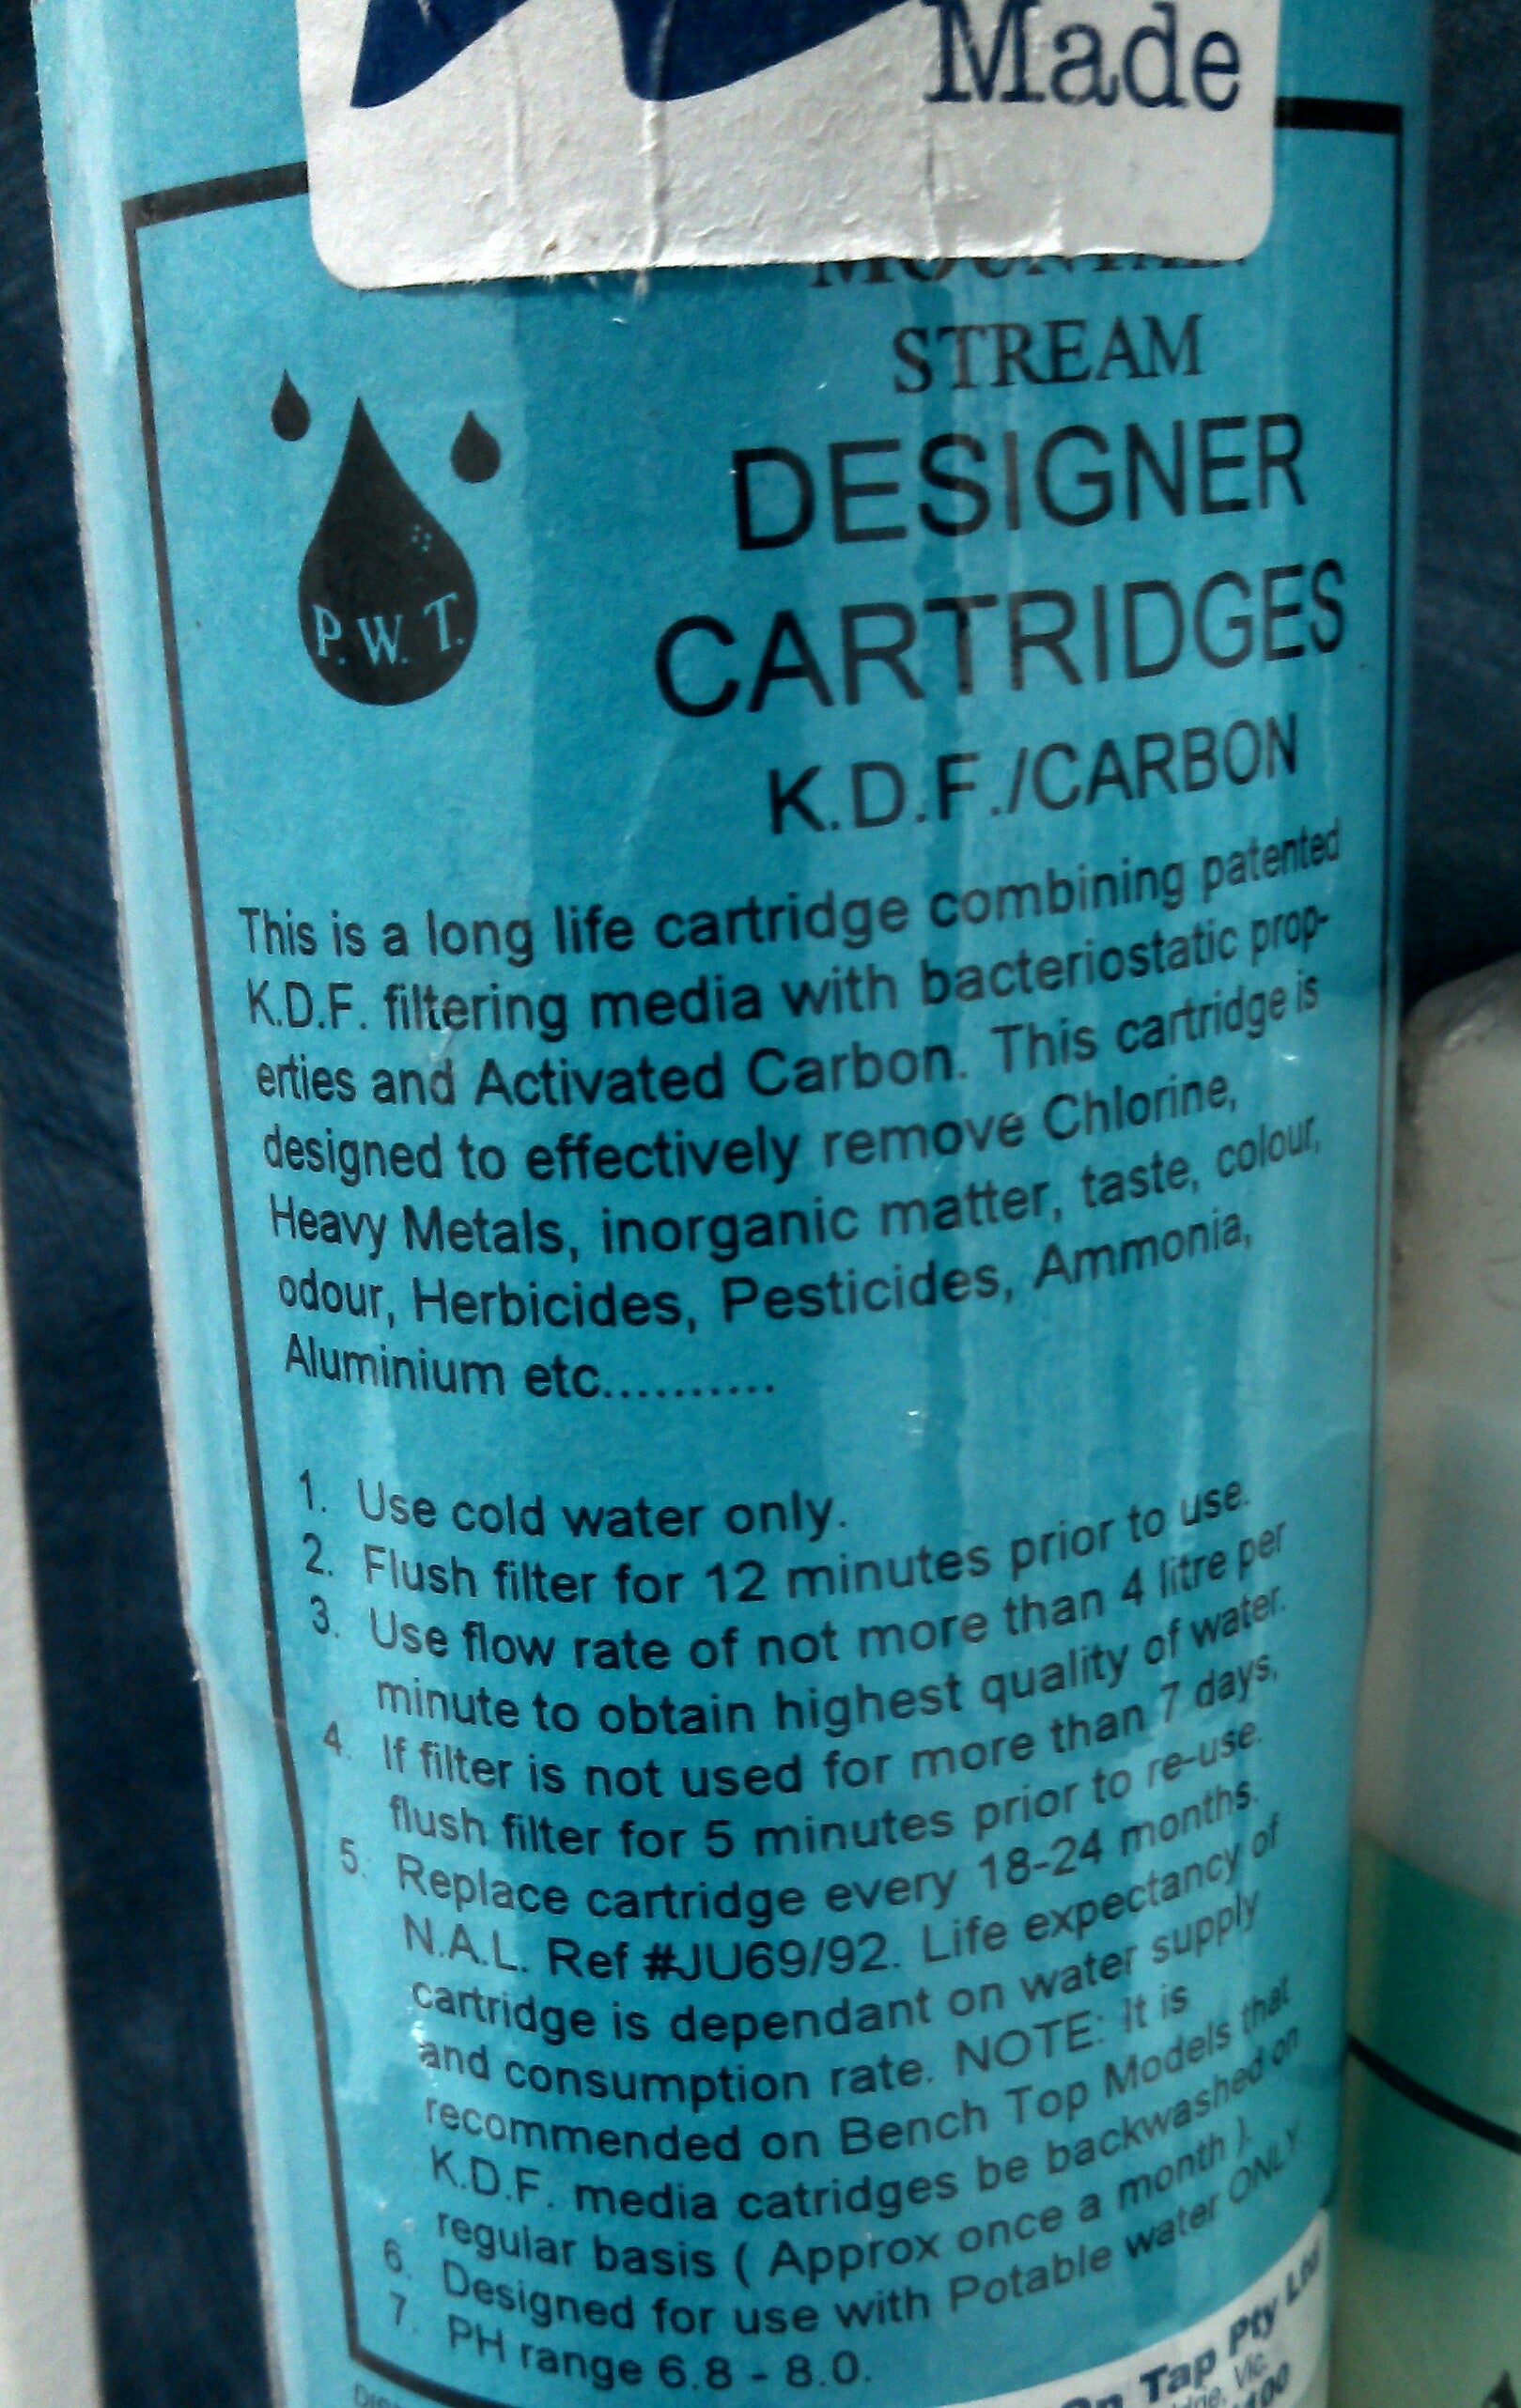 Made
MOUNTAIN
STREAM
DESIGNER
CARTRIDGES
K.D.F./CARBON
P. W. T.
This is a long life cartridge combining patented
K.D.F. filtering media with bacteriostatic prop-
erties and Activated Carbon. This cartridge is
designed to effectively remove Chlorine,
Heavy Metals, inorganic matter, taste, colour,
odour, Herbicides, Pesticides, Ammonia,
Aluminium etc..........
1. Use cold water only.
2. Flush filter for 12 minutes prior to use.
3. Use flow rate of not more than 4 litre per
minute to obtain highest quality of water.
4. If filter is not used for more than 7 days,
flush filter for 5 minutes prior to re-use.
5. Replace cartridge every 18-24 months.
N.A.L. Ref #JU69/92. Life expectancy of
cartridge is dependant on water supply
and consumption rate. NOTE: It is
recommended on Bench Top Models that
K.D.F. media catridges be backwashed on
regular basis ( Approx once a month ).
6. Designed for use with Potable water ONLY
7. PH range 6.8 - 8.0.
On Tap Pty Ltd
Vic.